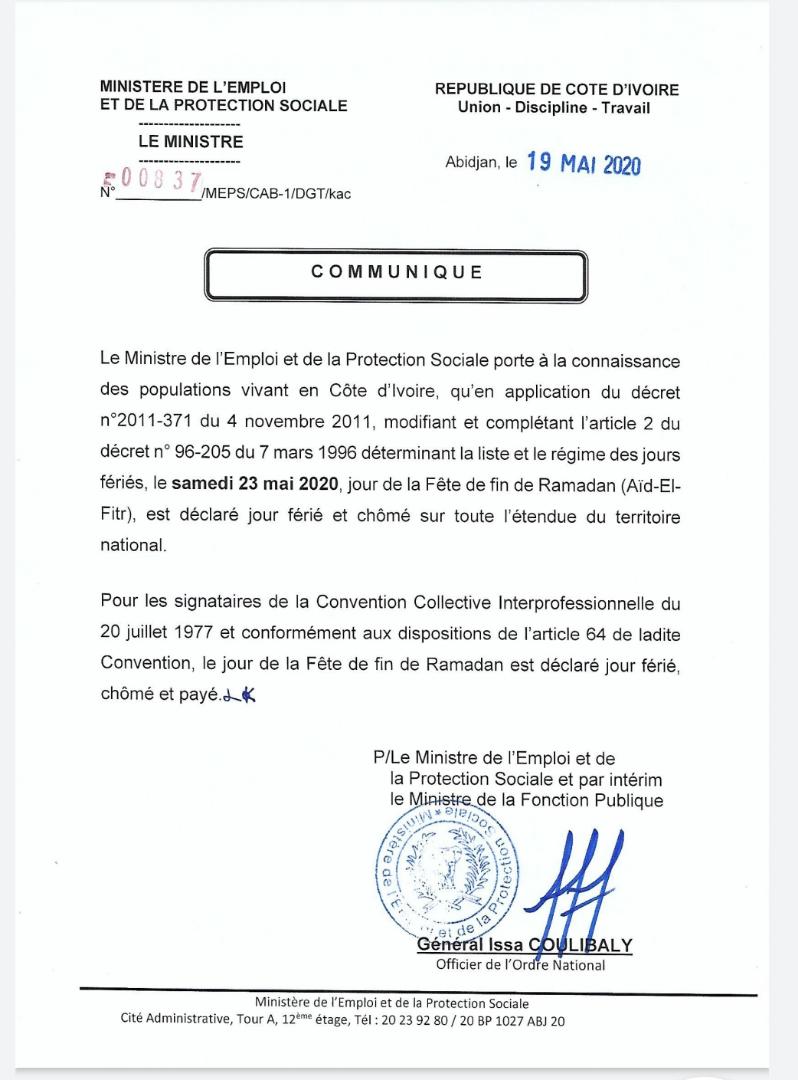 MINISTERE DE L'EMPLOI
ET DE LA PROTECTION SOCIALE
--------------------
LE MINISTRE
--------------------
N° 00837/MEPS/CAB-1/DGT/kac
REPUBLIQUE DE COTE D'IVOIRE
Union - Discipline - Travail
Abidjan, le 19 MAI 2020
COMMUNIQUE
Le Ministre de l'Emploi et de la Protection Sociale porte à la connaissance
des populations vivant en Côte d'Ivoire, qu'en application du décret
n°2011-371 du 4 novembre 2011, modifiant et complétant l'article 2 du
décret n° 96-205 du 7 mars 1996 déterminant la liste et le régime des jours
fériés, le samedi 23 mai 2020, jour de la Fête de fin de Ramadan (Aïd-El-
Fitr), est déclaré jour férié et chômé sur toute l'étendue du territoire
national.
Pour les signataires de la Convention Collective Interprofessionnelle du
20 juillet 1977 et conformément aux dispositions de l'article 64 de ladite
Convention, le jour de la Fête de fin de Ramadan est déclaré jour férié,
chômé et payé.
P/Le Ministre de l'Emploi et de
la Protection Sociale et par intérim
le Ministre de la Fonction Publique
Ministère de l'E et de la Protection Sociale *
Général Issa COULIBALY
Officier de l'Ordre National
Ministère de l'Emploi et de la Protection Sociale
Cité Administrative, Tour A, 12ème étage, Tél : 20 23 92 80 / 20 BP 1027 ABJ 20